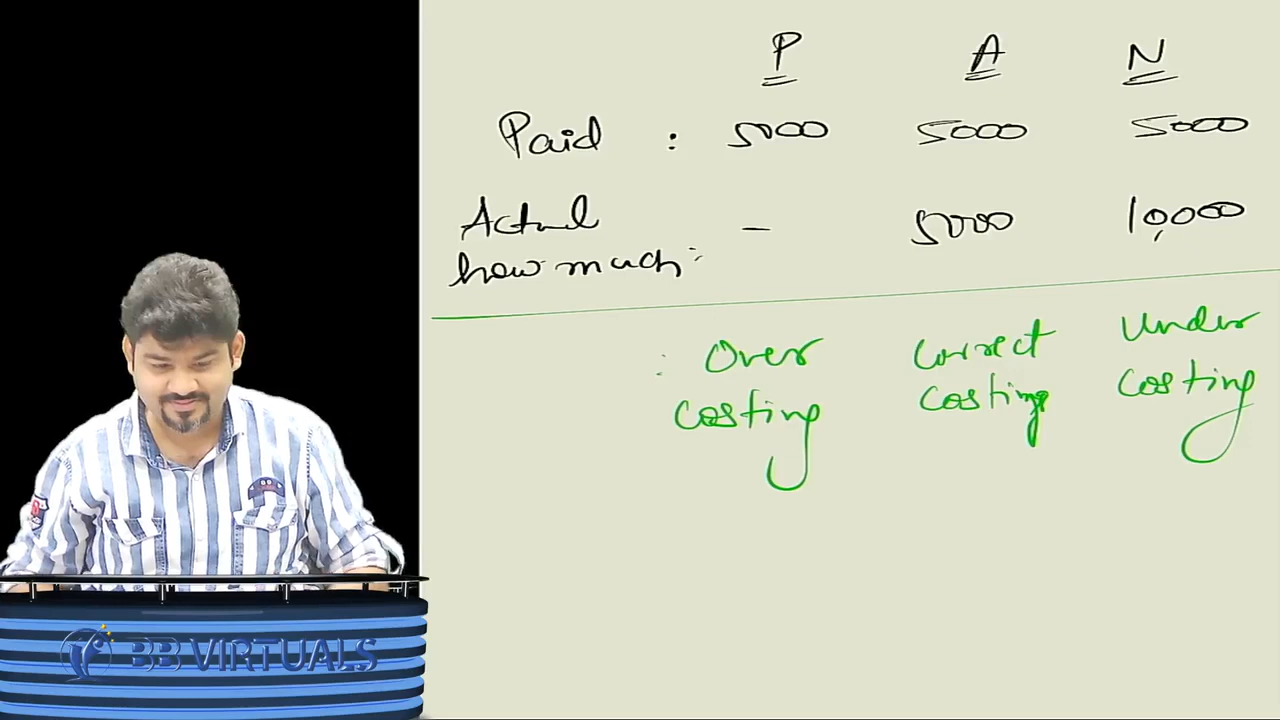 P A N
Paid : 5000 5000 5000
Actual
how much: - 5000 10,000
: Over Correct Under
costing costing costing
BB VIRTUALS